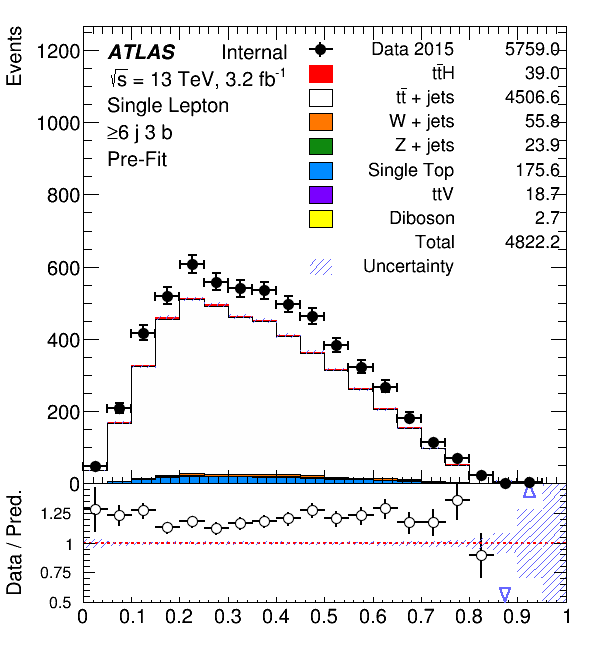 Events
1200
1000
800
600
400
200
0
ATLAS Internal
√s = 13 TeV, 3.2 fb⁻¹
Single Lepton
≥6 j 3 b
Pre-Fit
Data 2015 5759.0
tt̄H 39.0
tt̄ + jets 4506.6
W + jets 55.8
Z + jets 23.9
Single Top 175.6
ttV 18.7
Diboson 2.7
Total 4822.2
Uncertainty
Data / Pred.
1.25
1
0.75
0.5
0 0.1 0.2 0.3 0.4 0.5 0.6 0.7 0.8 0.9 1